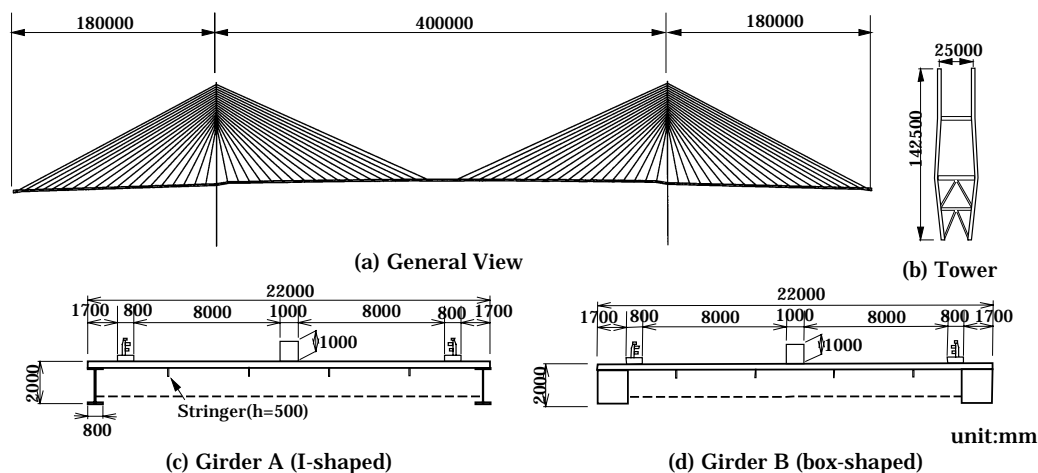 180000 400000 180000
25000
142500
(a) General View
(b) Tower
22000
1700 800 8000 1000 8000 800 1700
1000
2000
Stringer(h=500)
800
(c) Girder A (I-shaped)
22000
1700 800 8000 1000 8000 800 1700
1000
2000
unit:mm
(d) Girder B (box-shaped)